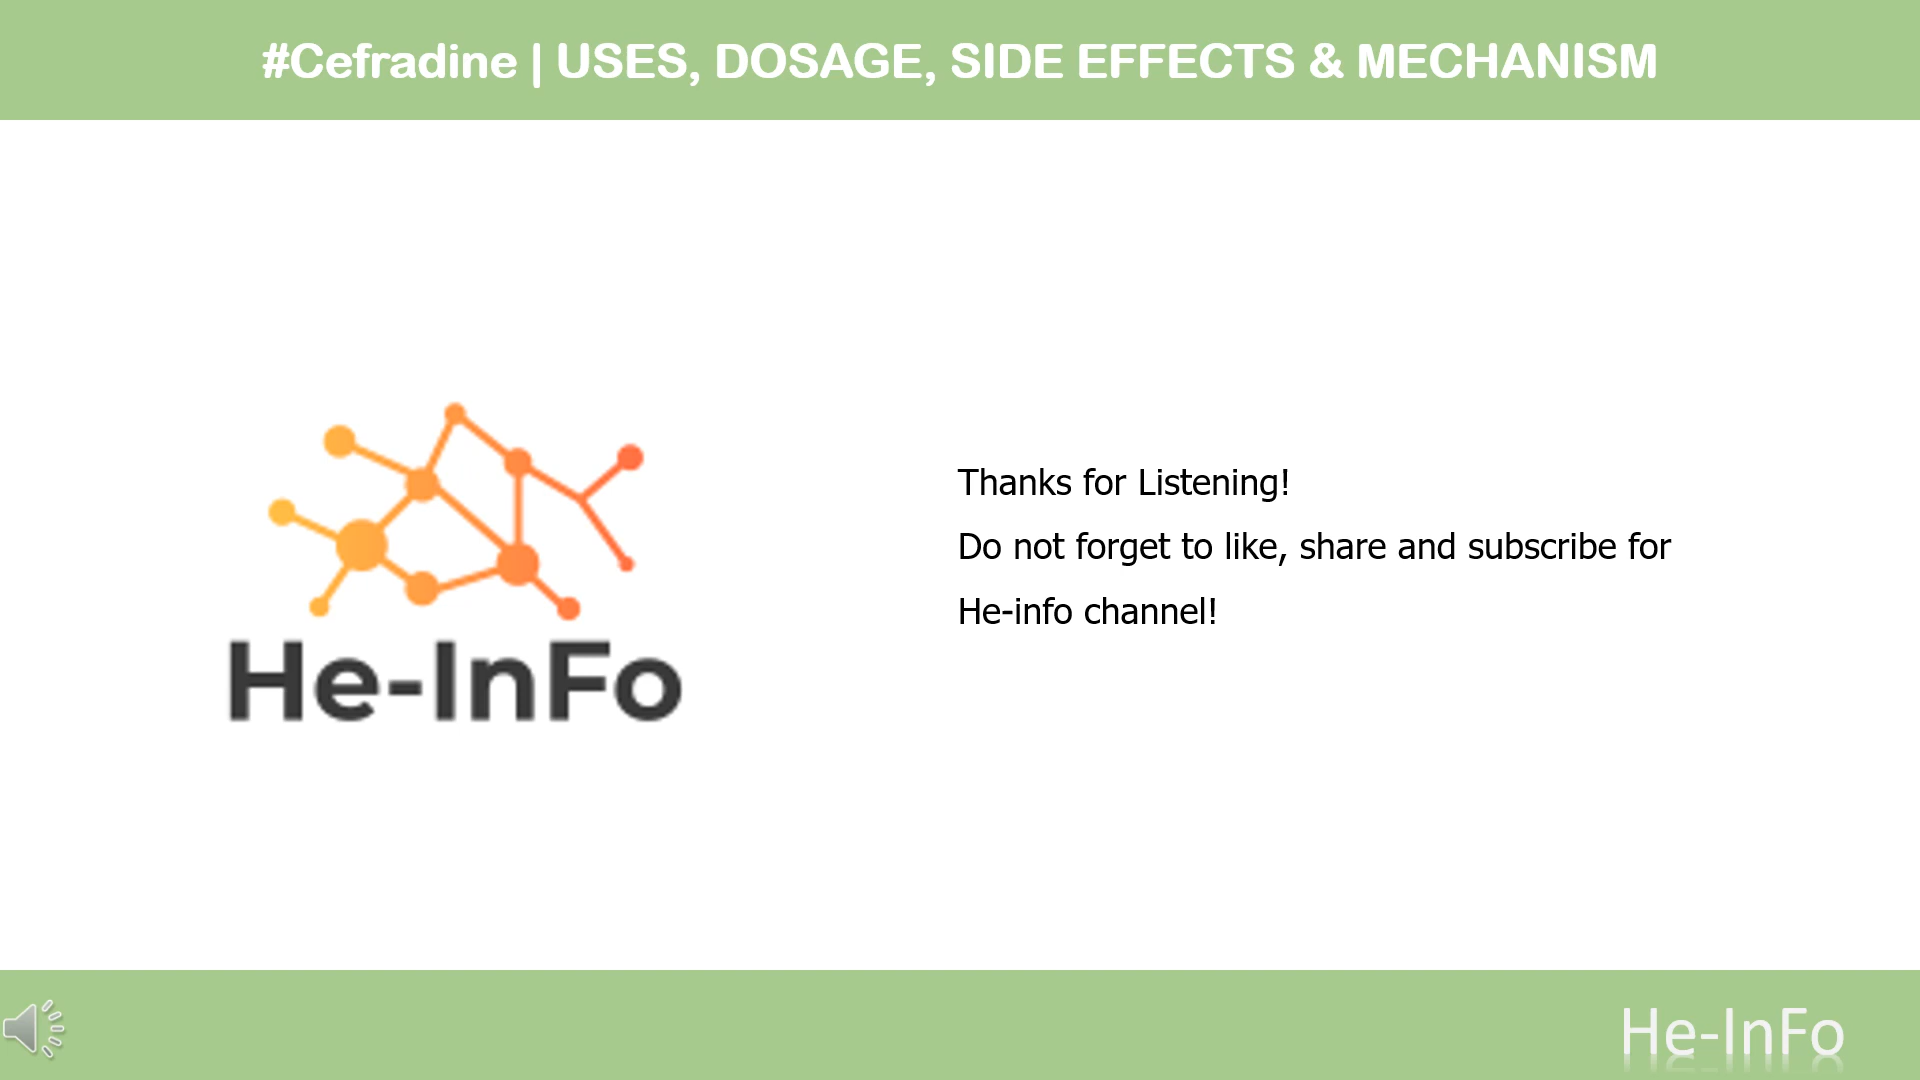 #Cefradine | USES, DOSAGE, SIDE EFFECTS & MECHANISM
He-InFo
Thanks for Listening!
Do not forget to like, share and subscribe for
He-info channel!
He-InFo